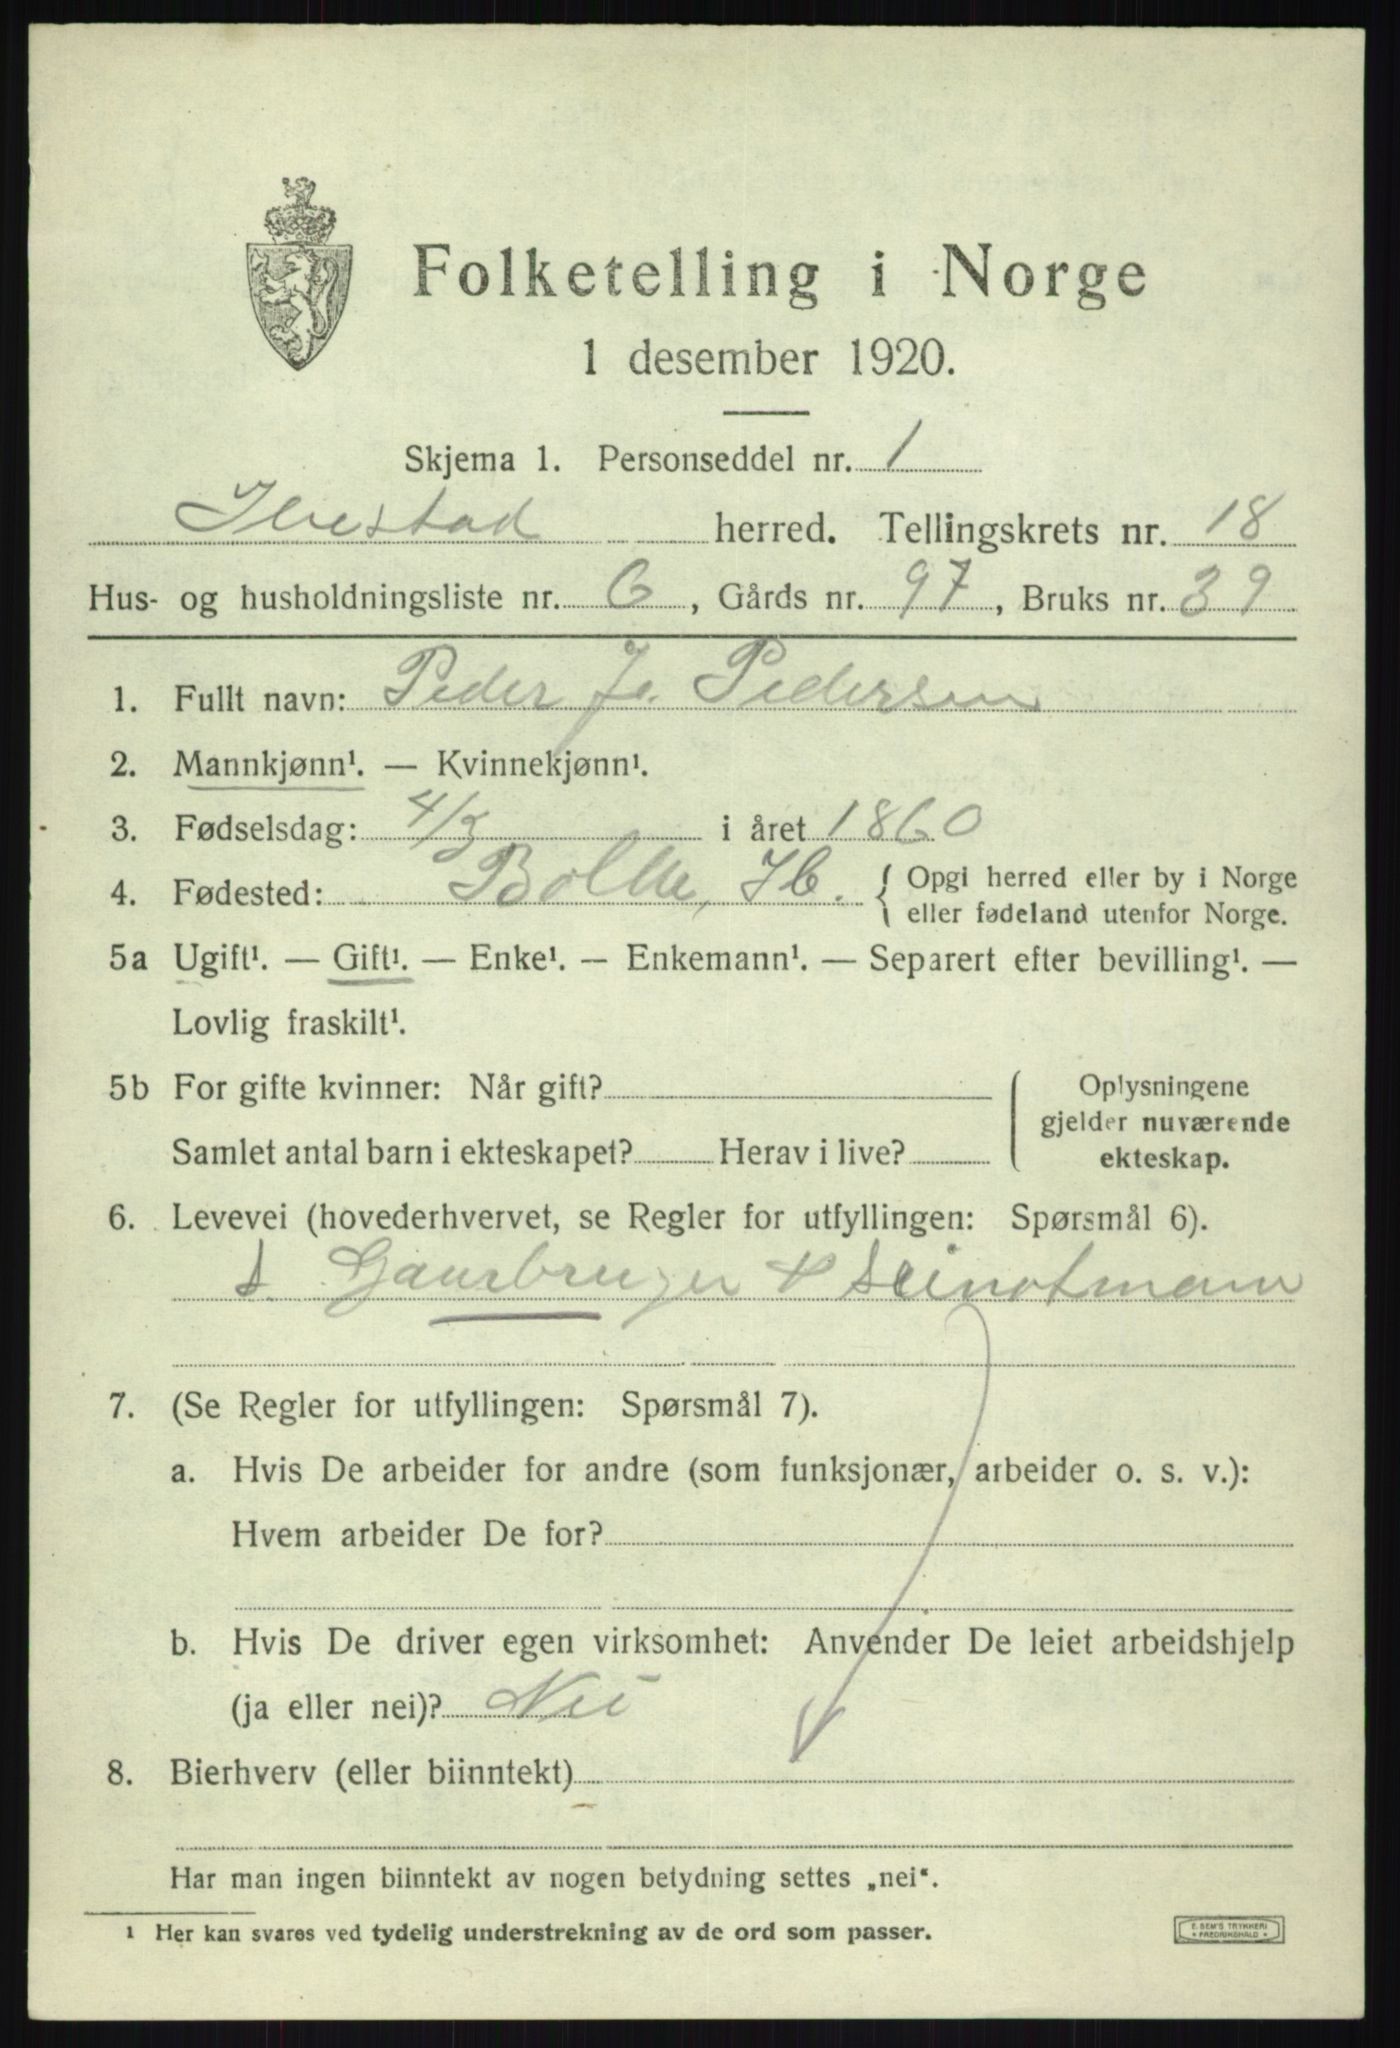 Folketelling i Norge
1 desember 1920.
Skjema 1. Personseddel nr. 1
Ibestad herred. Tellingskrets nr. 18
Hus- og husholdningsliste nr. 6, Gårds nr. 97, Bruks nr. 39
1. Fullt navn: Peder J. Pedersen
2. Mannkjønn¹. — Kvinnekjønn¹.
3. Fødselsdag: 4/3 i året 1860
4. Fødested: Bolle, Ib. { Opgi herred eller by i Norge
eller fødeland utenfor Norge.
5a Ugift¹. — Gift¹. — Enke¹. — Enkemann¹. — Separert efter bevilling¹. —
Lovlig fraskilt¹.
5b For gifte kvinner: Når gift? Oplysningene
gjelder nuværende
Samlet antal barn i ekteskapet? Herav i live? ekteskap.
6. Levevei (hovederhvervet, se Regler for utfyllingen: Spørsmål 6).
s. Gaardbruger &
7. (Se Regler for utfyllingen: Spørsmål 7).
a. Hvis De arbeider for andre (som funksjonær, arbeider o. s. v.):
Hvem arbeider De for?
b. Hvis De driver egen virksomhet: Anvender De leiet arbeidshjelp
(ja eller nei)? Nei
8. Bierhverv (eller biinntekt)
Har man ingen biinntekt av nogen betydning settes „nei“.
¹ Her kan svares ved tydelig understrekning av de ord som passer.
E. SEM'S TRYKKERI
* FREDRIKSHALD *